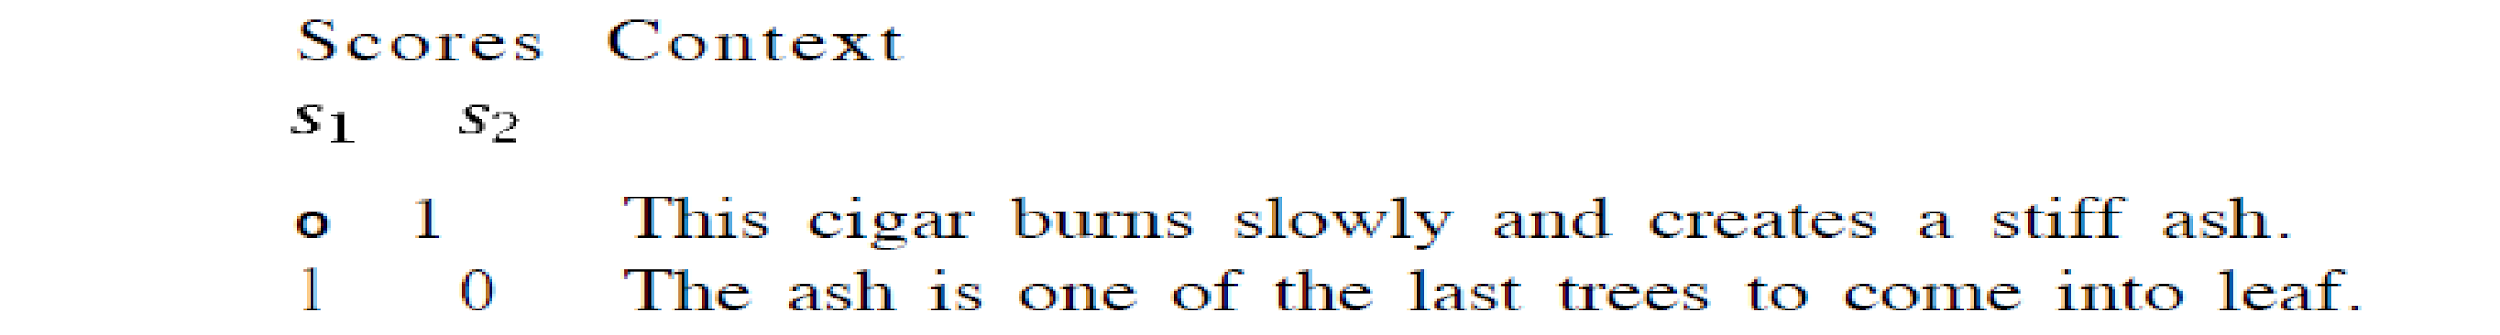 Scores Context
s₁ s₂
o 1 This cigar burns slowly and creates a stiff ash.
1 0 The ash is one of the last trees to come into leaf.